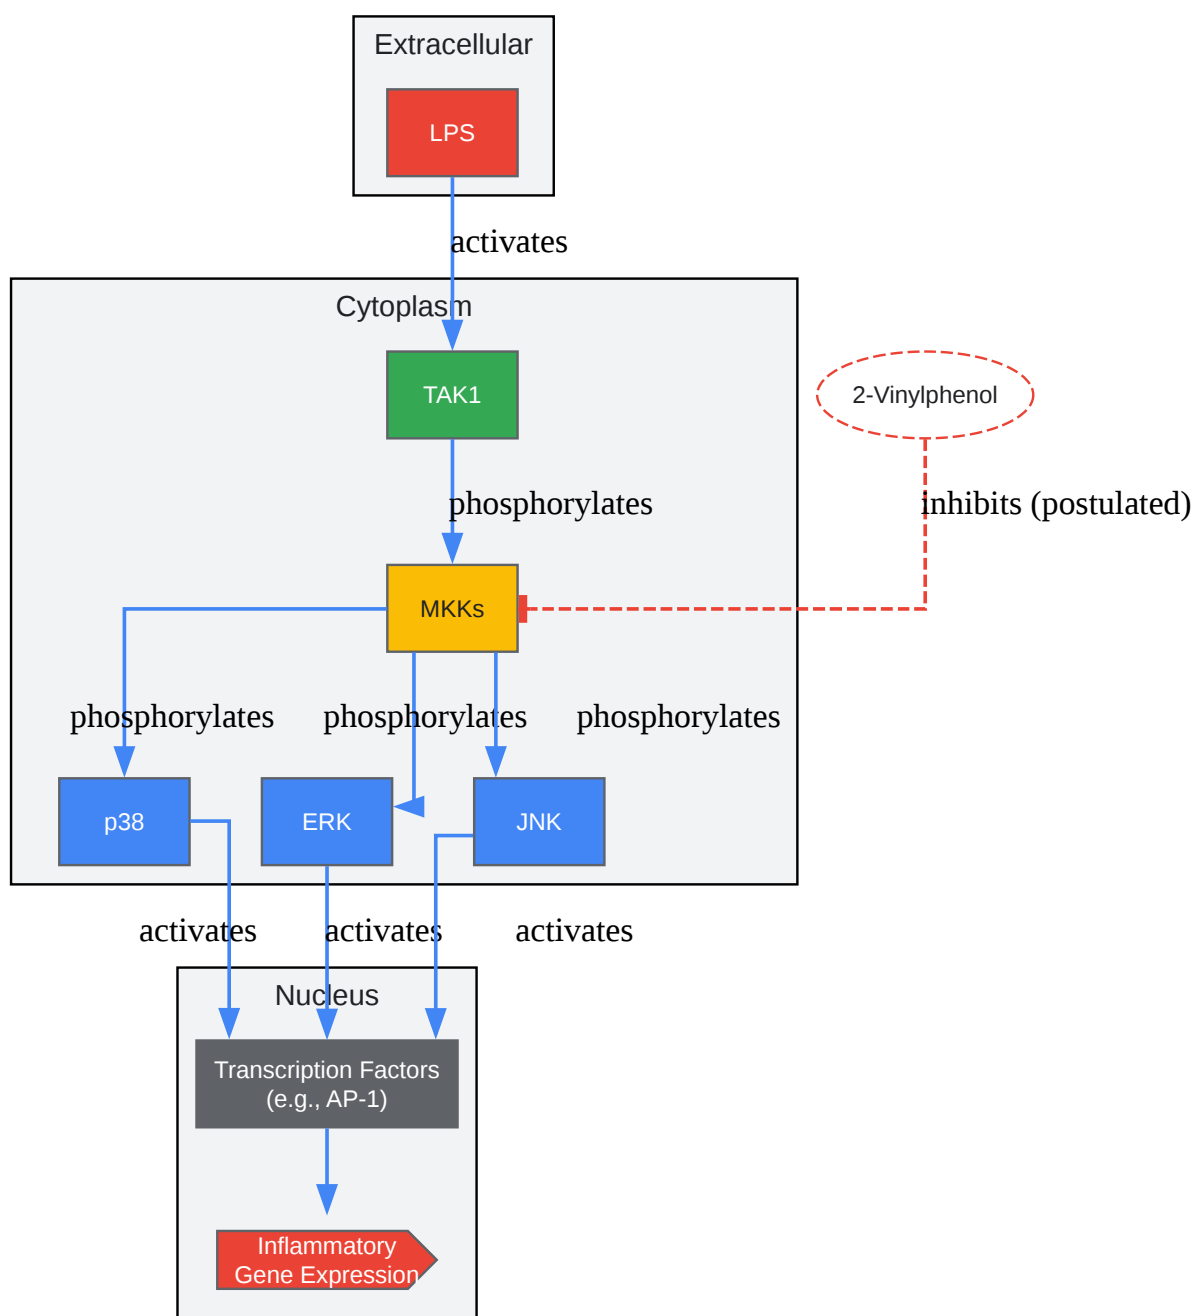 Extracellular
LPS
activates
Cytoplasm
TAK1
2-Vinylphenol
phosphorylates
inhibits (postulated)
MKKs
phosphorylates
phosphorylates
phosphorylates
p38
ERK
JNK
activates
activates
activates
Nucleus
Transcription Factors
(e.g., AP-1)
Inflammatory
Gene Expression